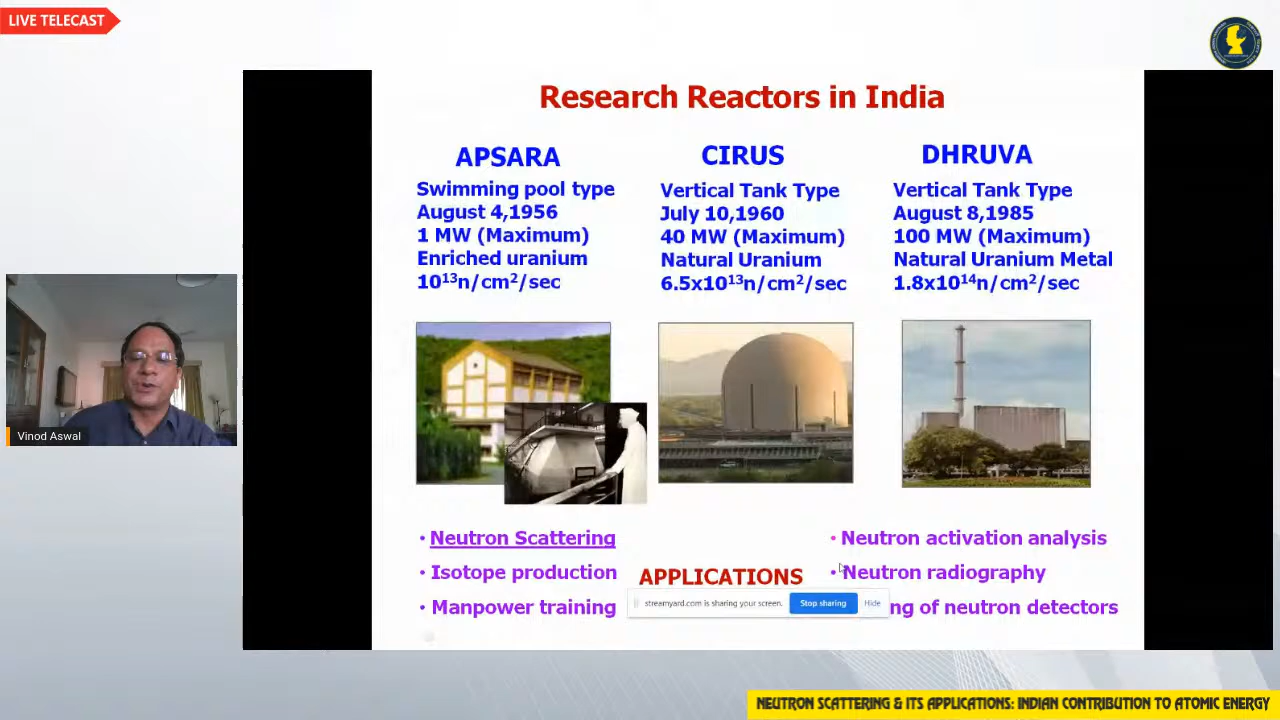 LIVE TELECAST
Research Reactors in India
APSARA
Swimming pool type
August 4,1956
1 MW (Maximum)
Enriched uranium
10¹³n/cm²/sec
CIRUS
Vertical Tank Type
July 10,1960
40 MW (Maximum)
Natural Uranium
6.5x10¹³n/cm²/sec
DHRUVA
Vertical Tank Type
August 8,1985
100 MW (Maximum)
Natural Uranium Metal
1.8x10¹⁴n/cm²/sec
Vinod Aswal
• Neutron Scattering
• Isotope production
• Manpower training
APPLICATIONS
• Neutron activation analysis
• Neutron radiography
ng of neutron detectors
streamyard.com is sharing your screen.
Stop sharing
Hide
NEUTRON SCATTERING & ITS APPLICATIONS: INDIAN CONTRIBUTION TO ATOMIC ENERGY